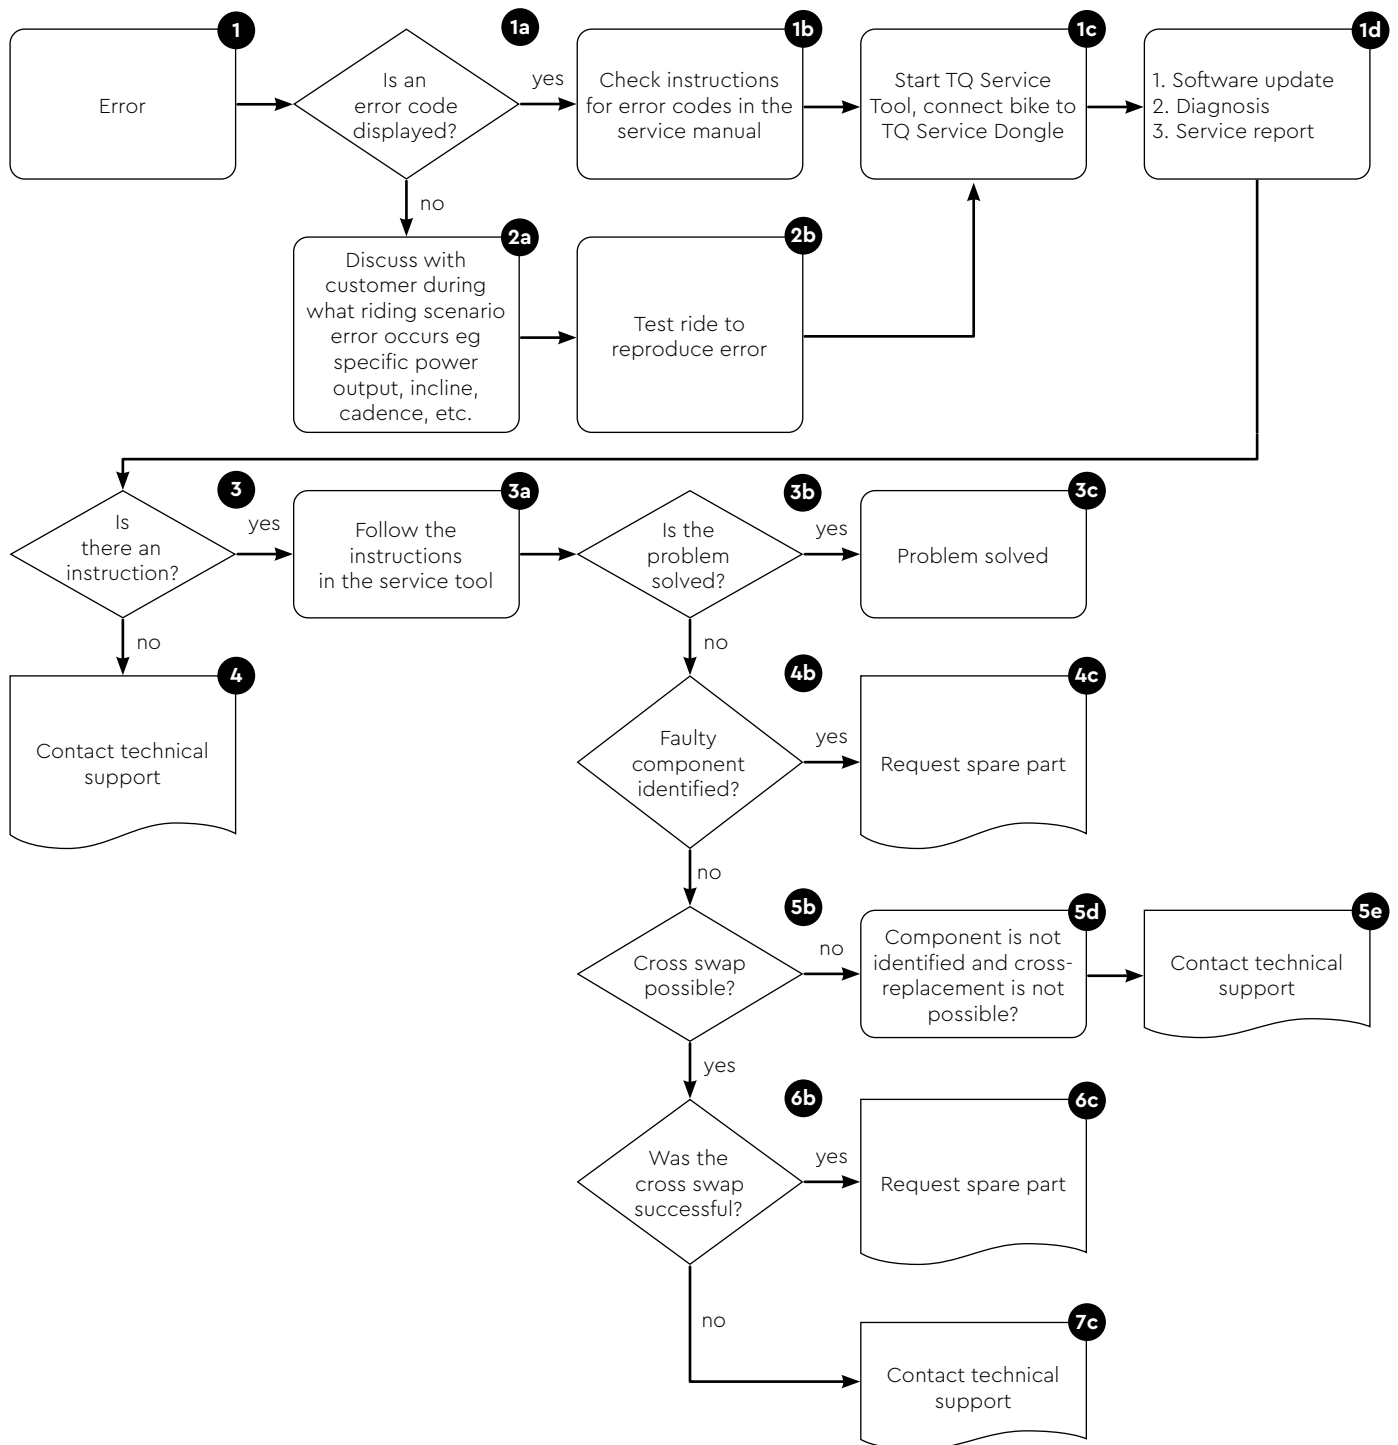 1
Error
1a
Is an
error code
displayed?
yes
no
1b
Check instructions
for error codes in the
service manual
1c
Start TQ Service
Tool, connect bike to
TQ Service Dongle
1d
1. Software update
2. Diagnosis
3. Service report
2a
Discuss with
customer during
what riding scenario
error occurs eg
specific power
output, incline,
cadence, etc.
2b
Test ride to
reproduce error
3
Is
there an
instruction?
yes
no
3a
Follow the
instructions
in the service tool
3b
Is the
problem
solved?
yes
no
3c
Problem solved
4
Contact technical
support
4b
Faulty
component
identified?
yes
no
4c
Request spare part
5b
Cross swap
possible?
no
yes
5d
Component is not
identified and cross-
replacement is not
possible?
5e
Contact technical
support
6b
Was the
cross swap
successful?
yes
no
6c
Request spare part
7c
Contact technical
support